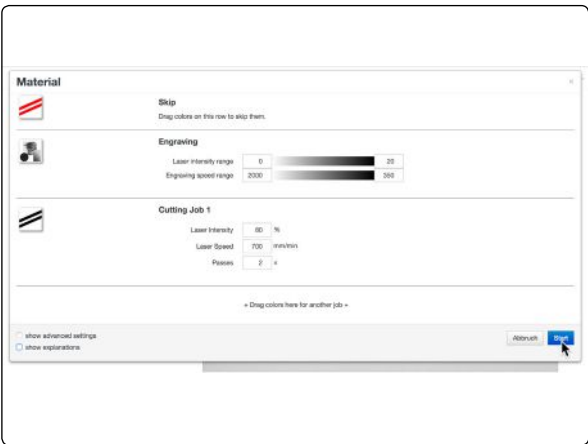 Material
×
Skip
Drag colors on this row to skip them.
Engraving
Laser intensity range 0 20
Engraving speed range 2000 350
Cutting Job 1
Laser Intensity 80 %
Laser Speed 700 mm/min
Passes 2 x
+ Drag colors here for another job +
show advanced settings
show explanations
Abbruch Start